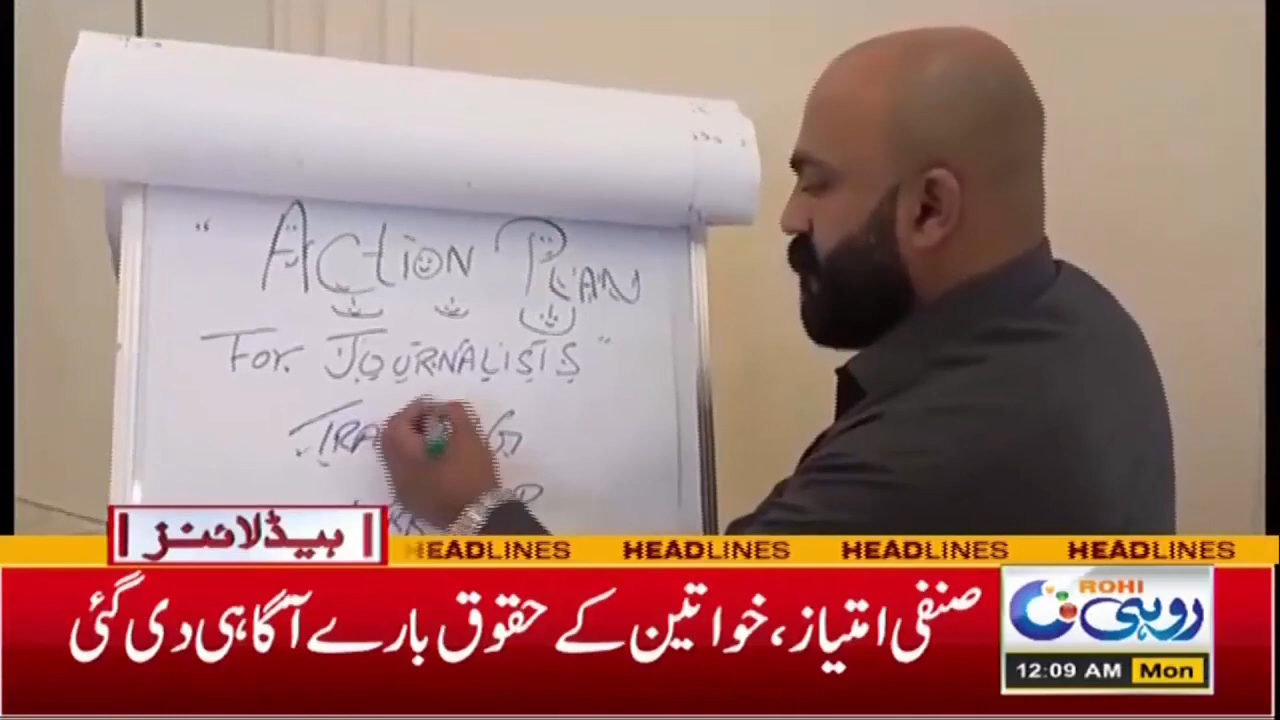 " ACTION PLAN
FOR JOURNALISTS "
ہیڈلائنز
HEADLINES HEADLINES HEADLINES HEADLINES
صنفی امتیاز، خواتین کے حقوق بارے آگاہی دی گئی
ROHI
روہی
12:09 AM Mon